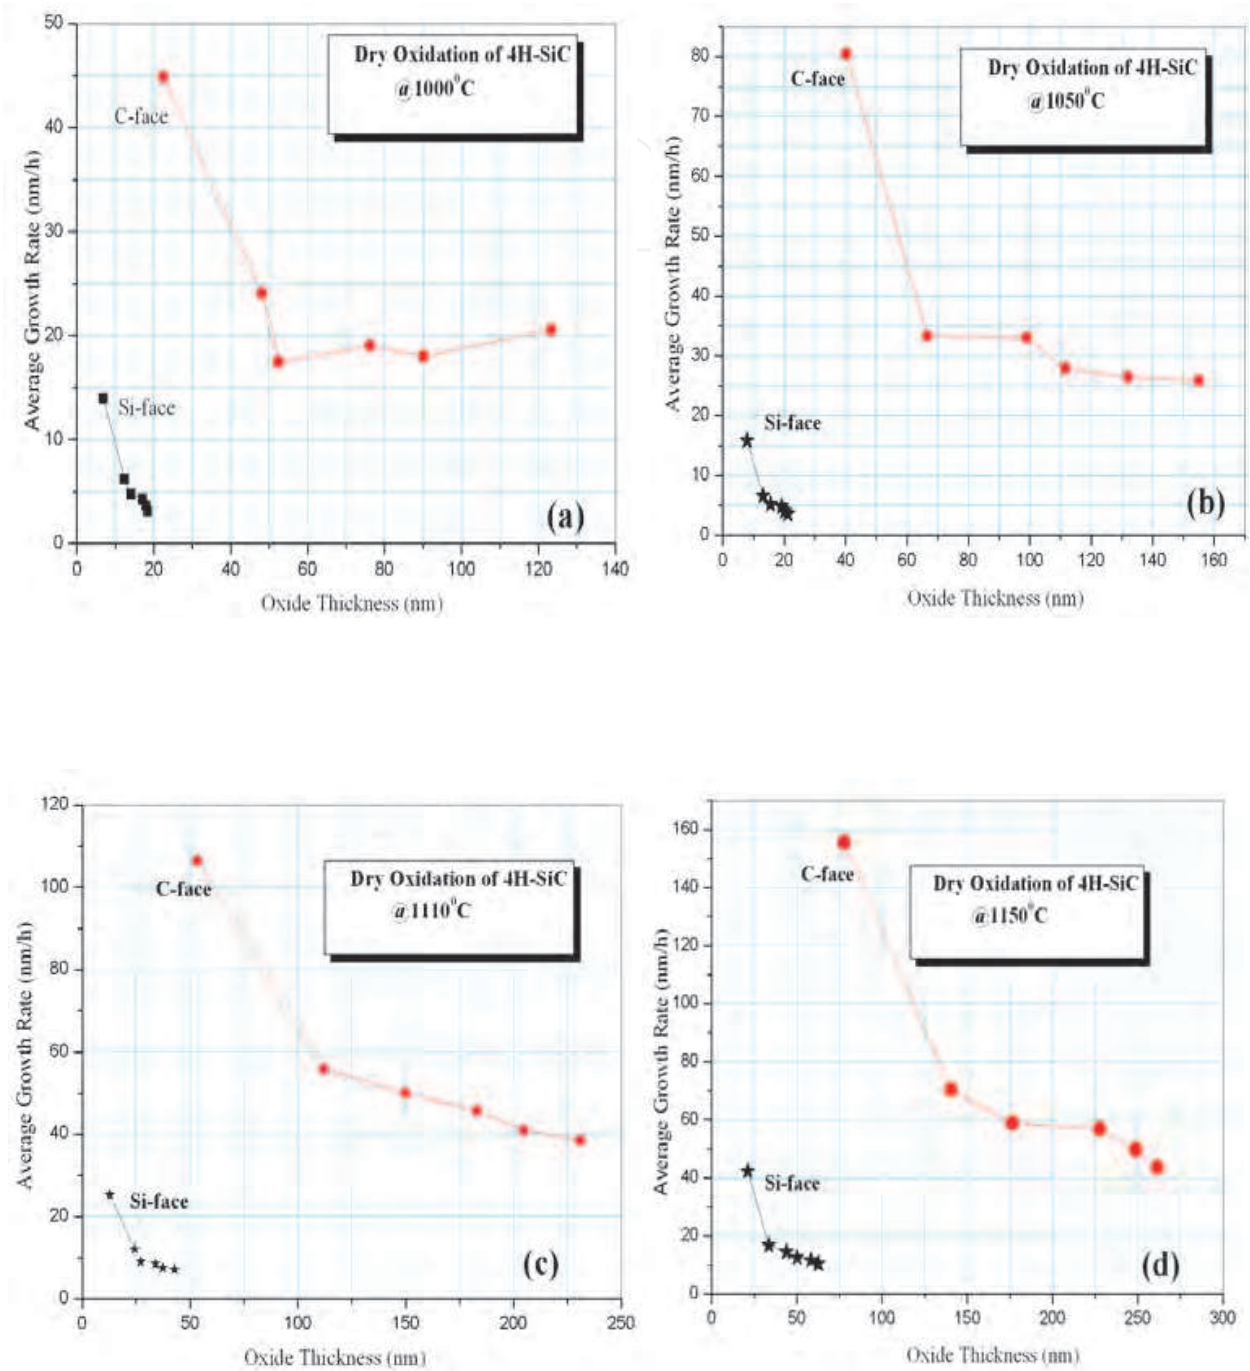 Dry Oxidation of 4H-SiC
@1000⁰C
C-face
Si-face
(a)
50
40
30
20
10
0
0 20 40 60 80 100 120 140
Average Growth Rate (nm/h)
Oxide Thickness (nm)
Dry Oxidation of 4H-SiC
@1050⁰C
C-face
Si-face
(b)
80
70
60
50
40
30
20
10
0
0 20 40 60 80 100 120 140 160
Average Growth Rate (nm/h)
Oxide Thickness (nm)
Dry Oxidation of 4H-SiC
@1110⁰C
C-face
Si-face
(c)
120
100
80
60
40
20
0
0 50 100 150 200 250
Average Growth Rate (nm/h)
Oxide Thickness (nm)
Dry Oxidation of 4H-SiC
@1150⁰C
C-face
Si-face
(d)
160
140
120
100
80
60
40
20
0
0 50 100 150 200 250 300
Average Growth Rate (nm/h)
Oxide Thickness (nm)